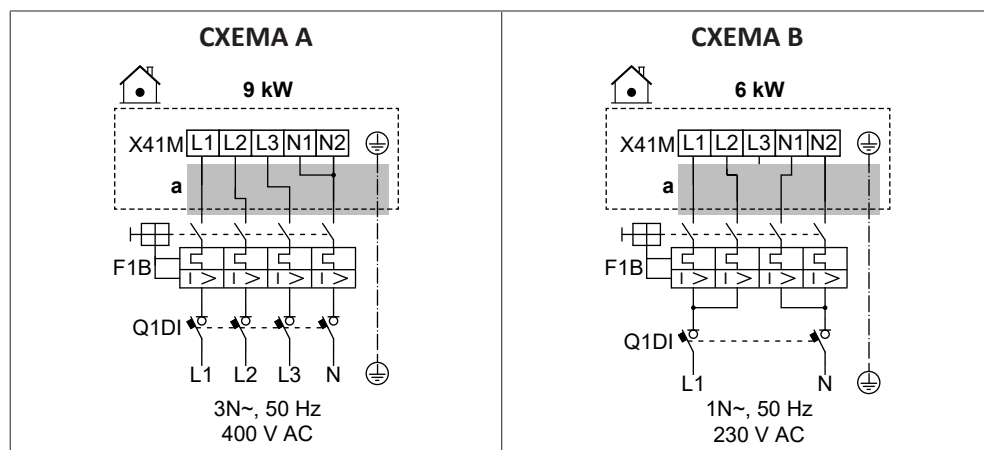 СХЕМА A
9 kW
X41M L1 L2 L3 N1 N2
a
F1B
I > I > I > I >
Q1DI
L1 L2 L3 N
3N~, 50 Hz
400 V AC
СХЕМА B
6 kW
X41M L1 L2 L3 N1 N2
a
F1B
I > I > I > I >
Q1DI
L1 N
1N~, 50 Hz
230 V AC